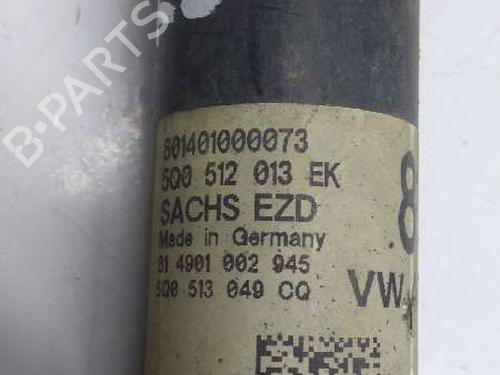 801401000073
5Q0 512 013 EK
SACHS EZD
Made in Germany
81 4901 002 945
5Q0 513 049 CQ
8
VW